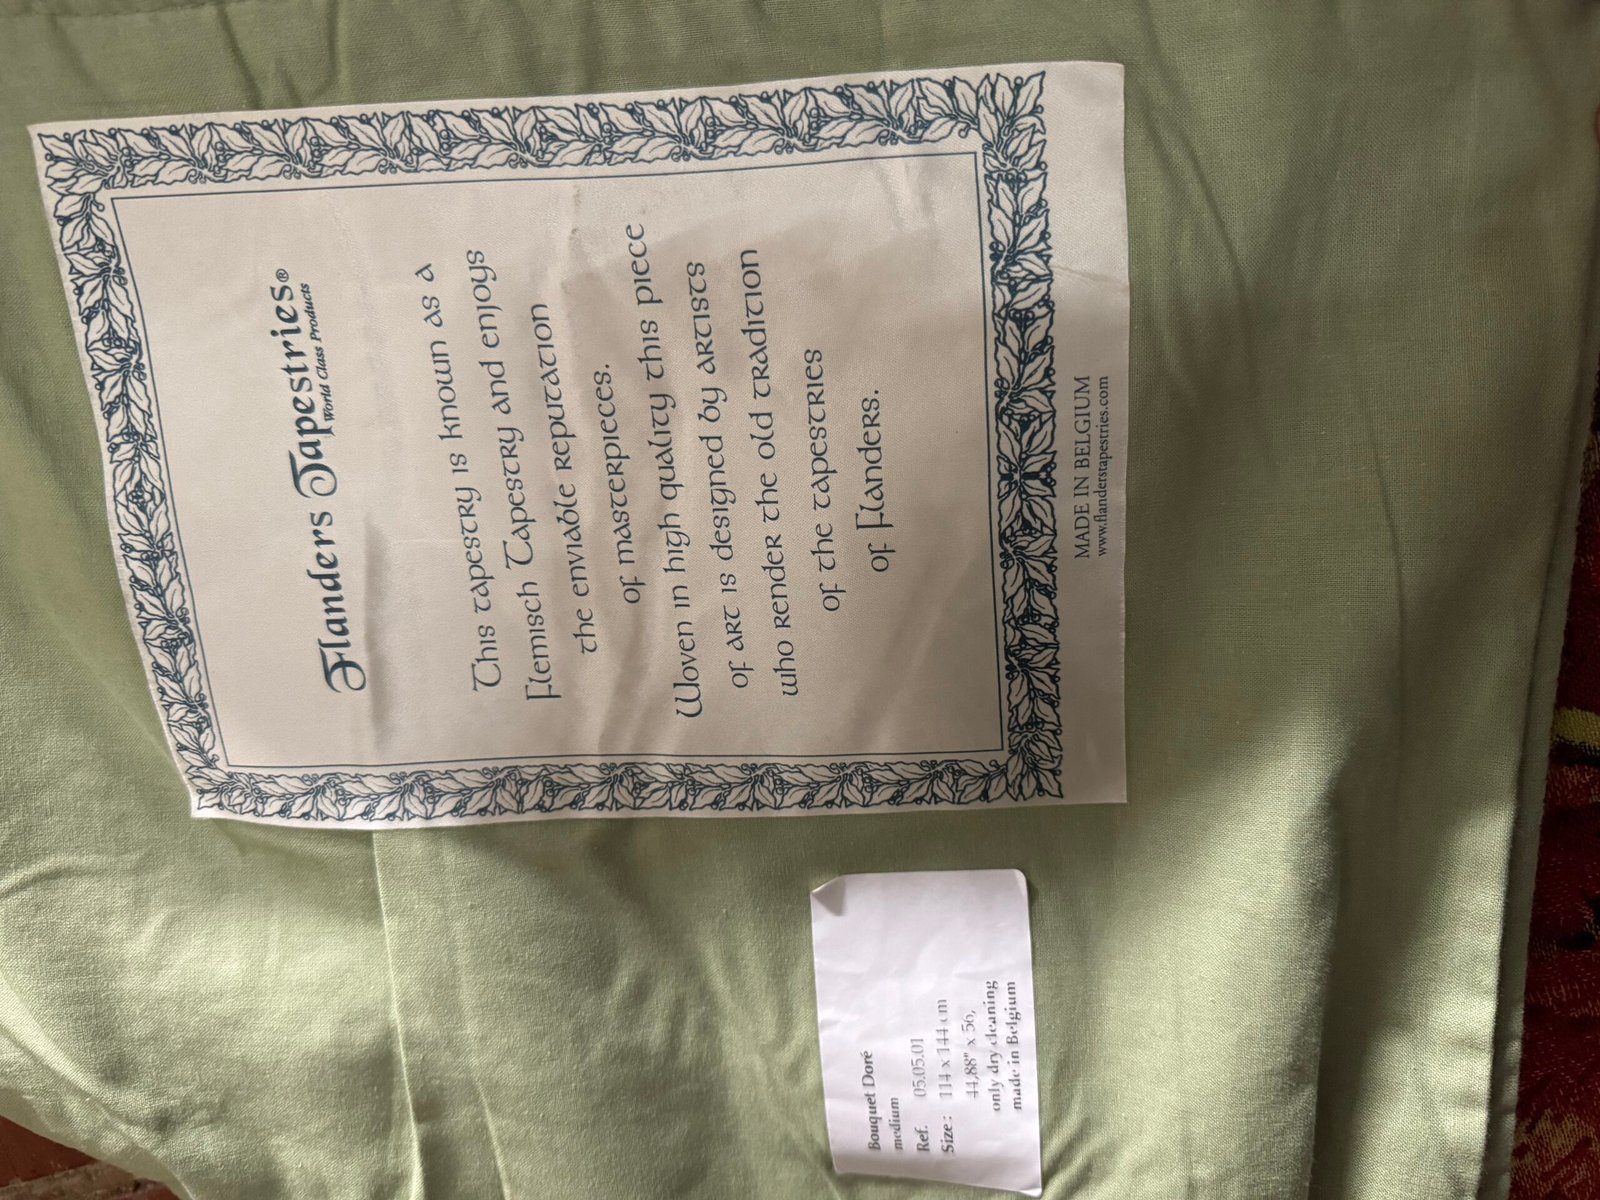 Flanders Tapestries®
World Class Products
This tapestry is known as a
Flemisch Tapestry and enjoys
the enviable reputation
of masterpieces.
Woven in high quality this piece
of art is designed by artists
who render the old tradition
of the tapestries
of Flanders.
MADE IN BELGIUM
www.flanderstapestries.com
Bouquet Doré
medium
Ref. 05.05.01
Size : 114 x 144 cm
44,88" x 56,
only dry cleaning
made in Belgium